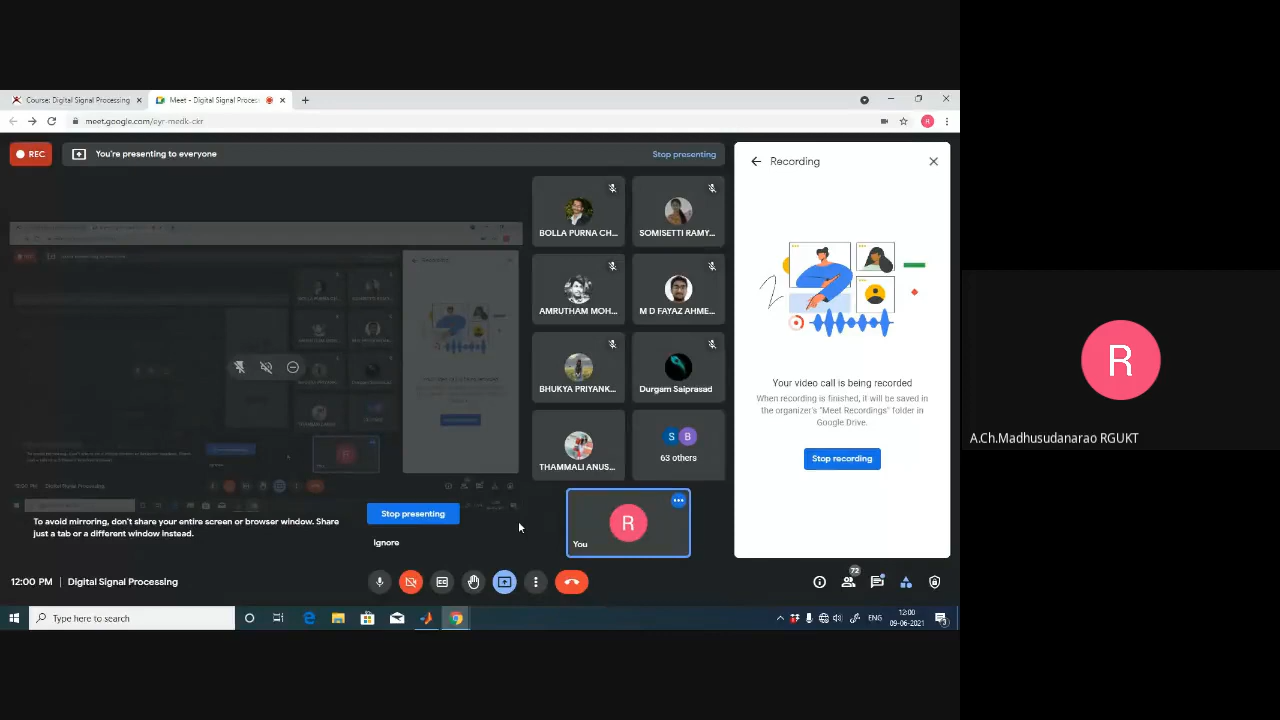 Course: Digital Signal Processing
Meet - Digital Signal Proces
meet.google.com/eyr-medk-ckr
R
REC
You're presenting to everyone
Stop presenting
Recording
BOLLA PURNA CH...
SOMISETTI RAMY...
AMRUTHAM MOH...
M D FAYAZ AHME...
BHUKYA PRIYANK...
Durgam Saiprasad
THAMMALI ANUS...
S B
63 others
Your video call is being recorded
When recording is finished, it will be saved in
the organizer's "Meet Recordings" folder in
Google Drive.
Stop recording
To avoid mirroring, don't share your entire screen or browser window. Share
just a tab or a different window instead.
Stop presenting
Ignore
R
You
12:00 PM | Digital Signal Processing
72
Type here to search
ENG
12:00
09-06-2021
3
R
A.Ch.Madhusudanarao RGUKT